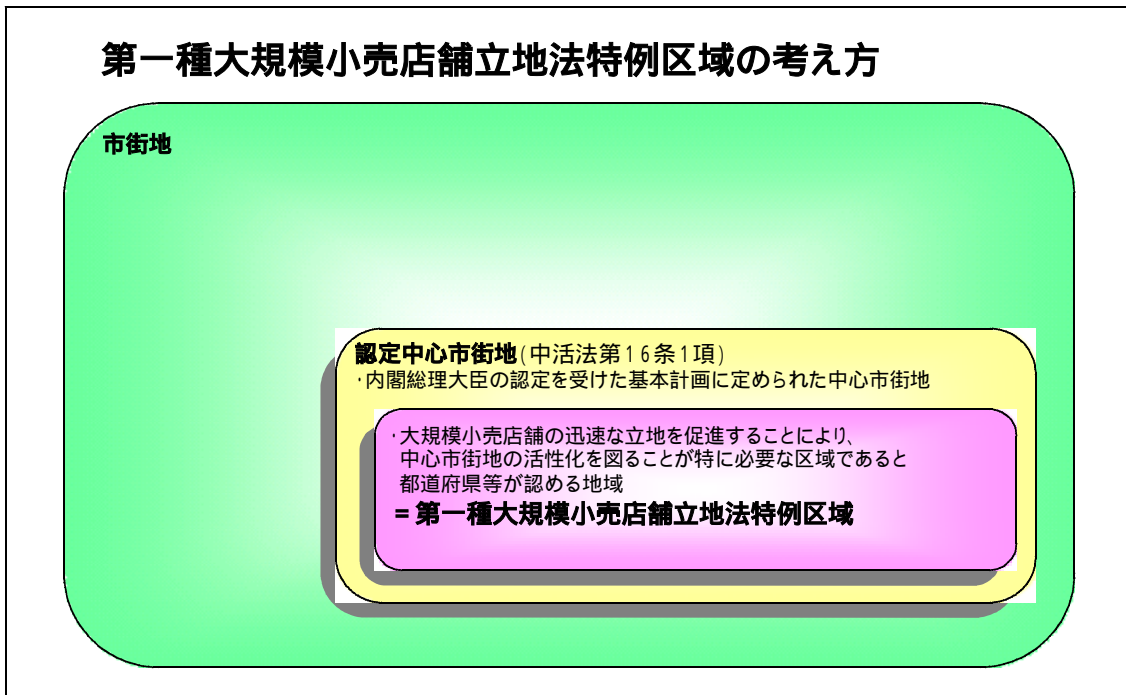 第一種大規模小売店舗立地法特例区域の考え方
市街地
認定中心市街地(中活法第16条1項)
・内閣総理大臣の認定を受けた基本計画に定められた中心市街地
・大規模小売店舗の迅速な立地を促進することにより、
中心市街地の活性化を図ることが特に必要な区域であると
都道府県等が認める地域
=第一種大規模小売店舗立地法特例区域